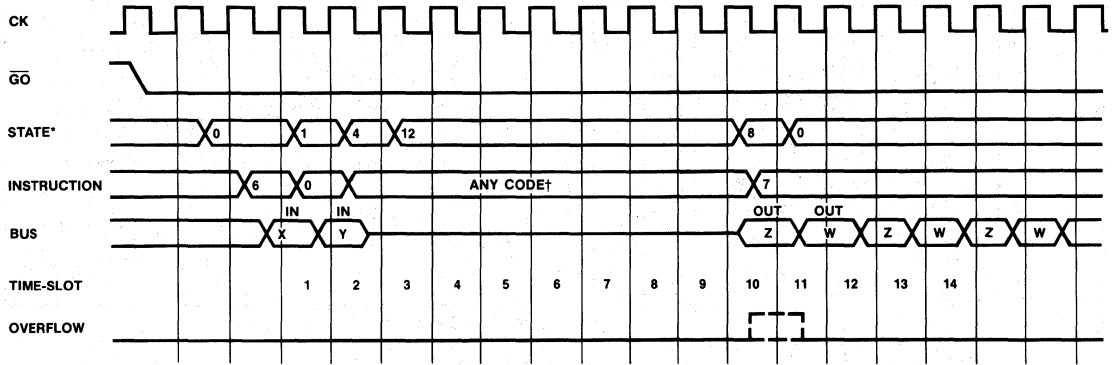 CK
GO
STATE* 0 1 4 12 8 0
INSTRUCTION 6 0 ANY CODE† 7
IN IN OUT OUT
BUS X Y Z W Z W Z W
TIME-SLOT 1 2 3 4 5 6 7 8 9 10 11 12 13 14
OVERFLOW